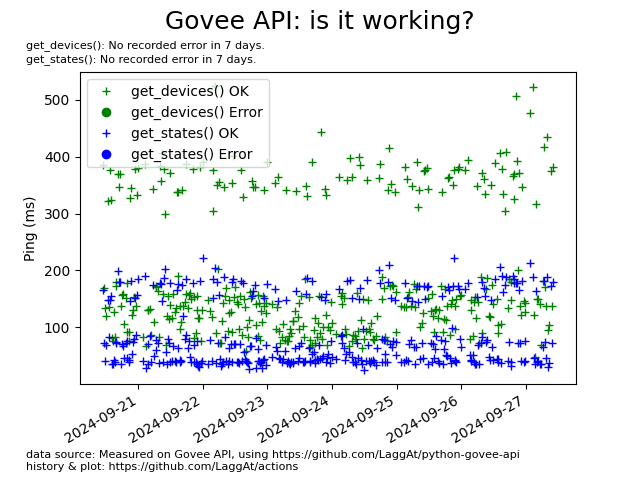 Govee API: is it working?
get_devices(): No recorded error in 7 days.
get_states(): No recorded error in 7 days.
get_devices() OK
get_devices() Error
get_states() OK
get_states() Error
Ping (ms)
500
400
300
200
100
2024-09-21
2024-09-22
2024-09-23
2024-09-24
2024-09-25
2024-09-26
2024-09-27
data source: Measured on Govee API, using https://github.com/LaggAt/python-govee-api
history & plot: https://github.com/LaggAt/actions